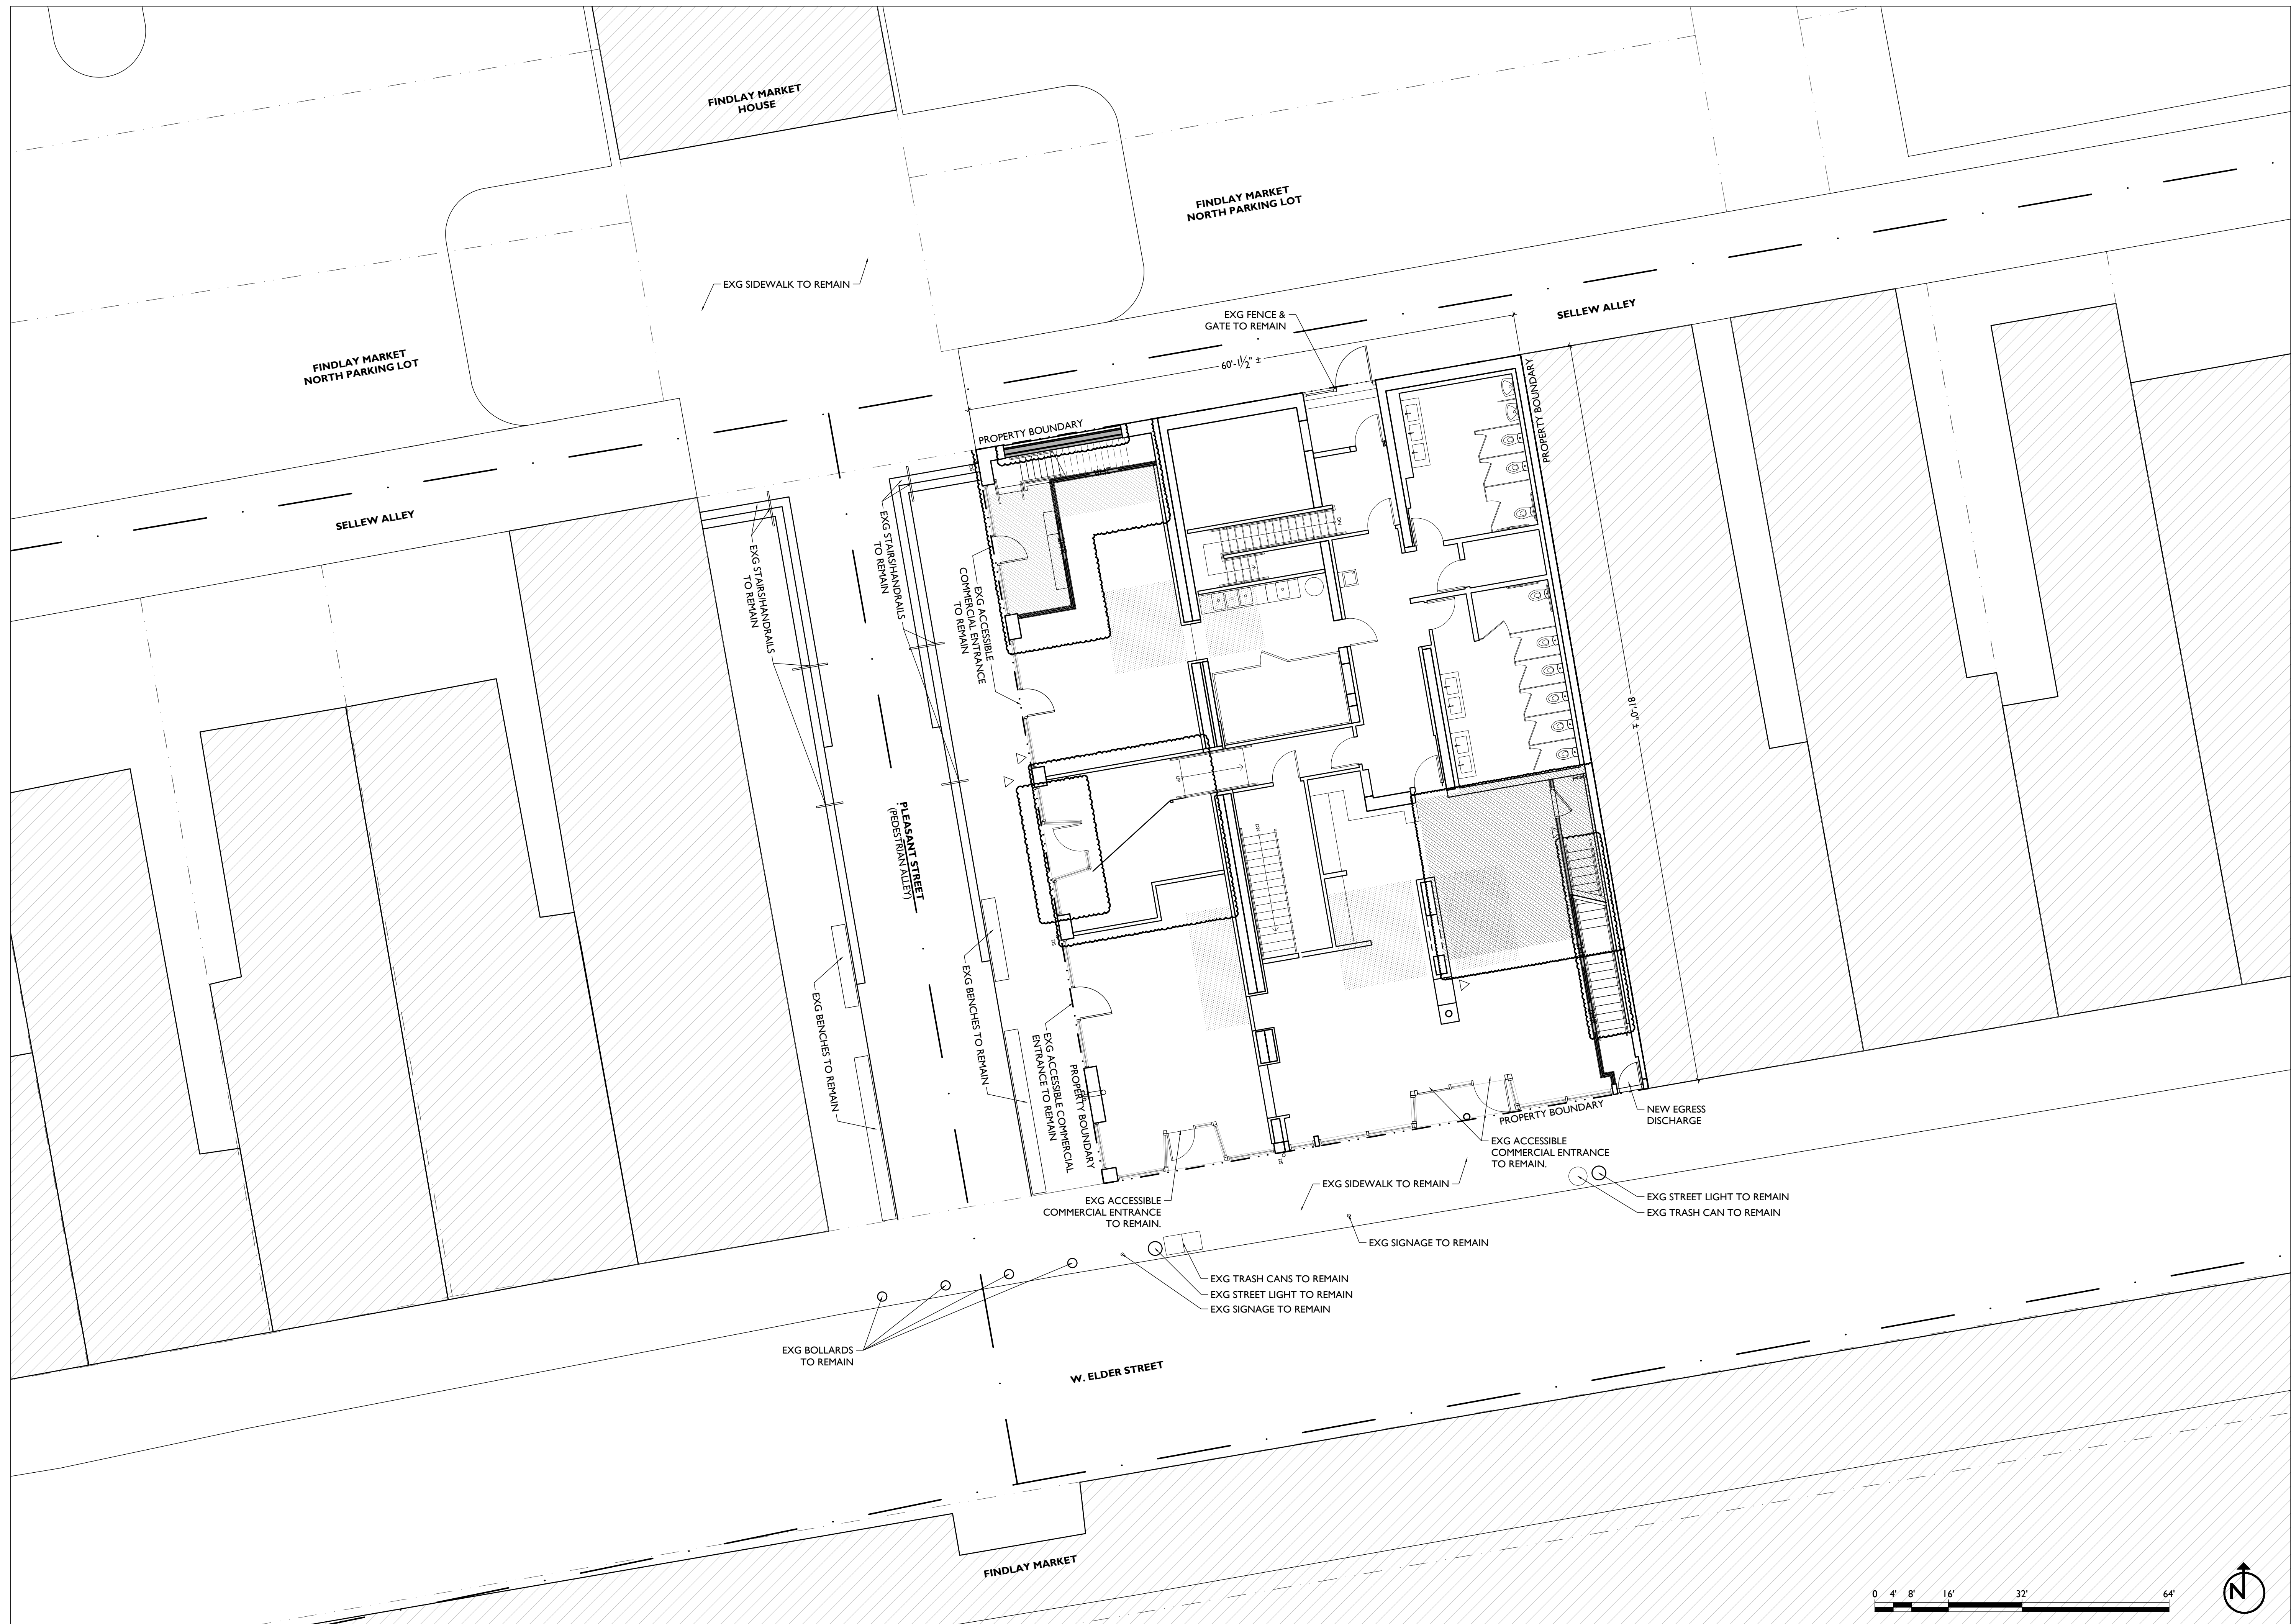 FINDLAY MARKET
HOUSE
FINDLAY MARKET
NORTH PARKING LOT
EXG SIDEWALK TO REMAIN
EXG FENCE &
GATE TO REMAIN
SELLEW ALLEY
60'-1½" ±
FINDLAY MARKET
NORTH PARKING LOT
PROPERTY BOUNDARY
PROPERTY BOUNDARY
SELLEW ALLEY
EXG STAIRS/HANDRAILS
TO REMAIN
EXG STAIRS/HANDRAILS
TO REMAIN
EXG ACCESSIBLE
COMMERCIAL ENTRANCE
TO REMAIN
DN
UP
DN
81'-0" ±
PLEASANT STREET
(PEDESTRIAN ALLEY)
DS
EXG BENCHES TO REMAIN
EXG BENCHES TO REMAIN
EXG ACCESSIBLE COMMERCIAL
ENTRANCE TO REMAIN
PROPERTY BOUNDARY
PROPERTY BOUNDARY
NEW EGRESS
DISCHARGE
EXG ACCESSIBLE
COMMERCIAL ENTRANCE
TO REMAIN.
DS
EXG SIDEWALK TO REMAIN
EXG ACCESSIBLE
COMMERCIAL ENTRANCE
TO REMAIN.
EXG STREET LIGHT TO REMAIN
EXG TRASH CAN TO REMAIN
EXG SIGNAGE TO REMAIN
EXG TRASH CANS TO REMAIN
EXG STREET LIGHT TO REMAIN
EXG SIGNAGE TO REMAIN
EXG BOLLARDS
TO REMAIN
W. ELDER STREET
FINDLAY MARKET
0 4' 8' 16' 32' 64'
N